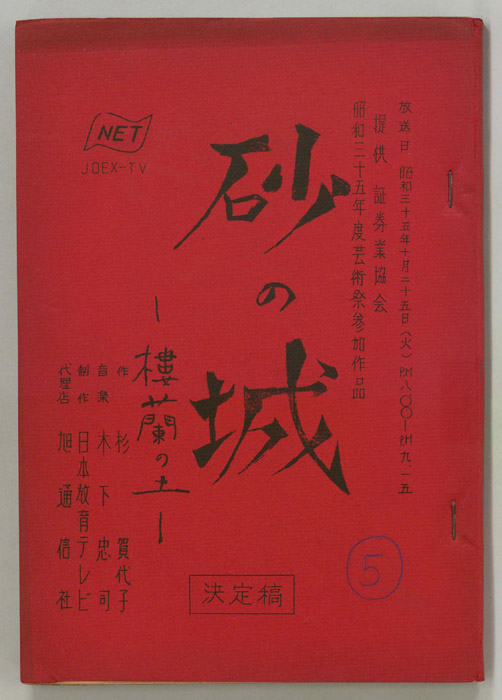 放送日 昭和三十五年十月二十五日(火)PM八.〇〇—PM九.一五
提供 証券業協会
昭和三十五年度芸術祭参加作品
砂の城
—樓蘭の土—
NET
JOEX-TV
作 杉 賀代子
音楽 木下忠司
制作 日本教育テレビ
代理店 旭通信社
決定稿
5